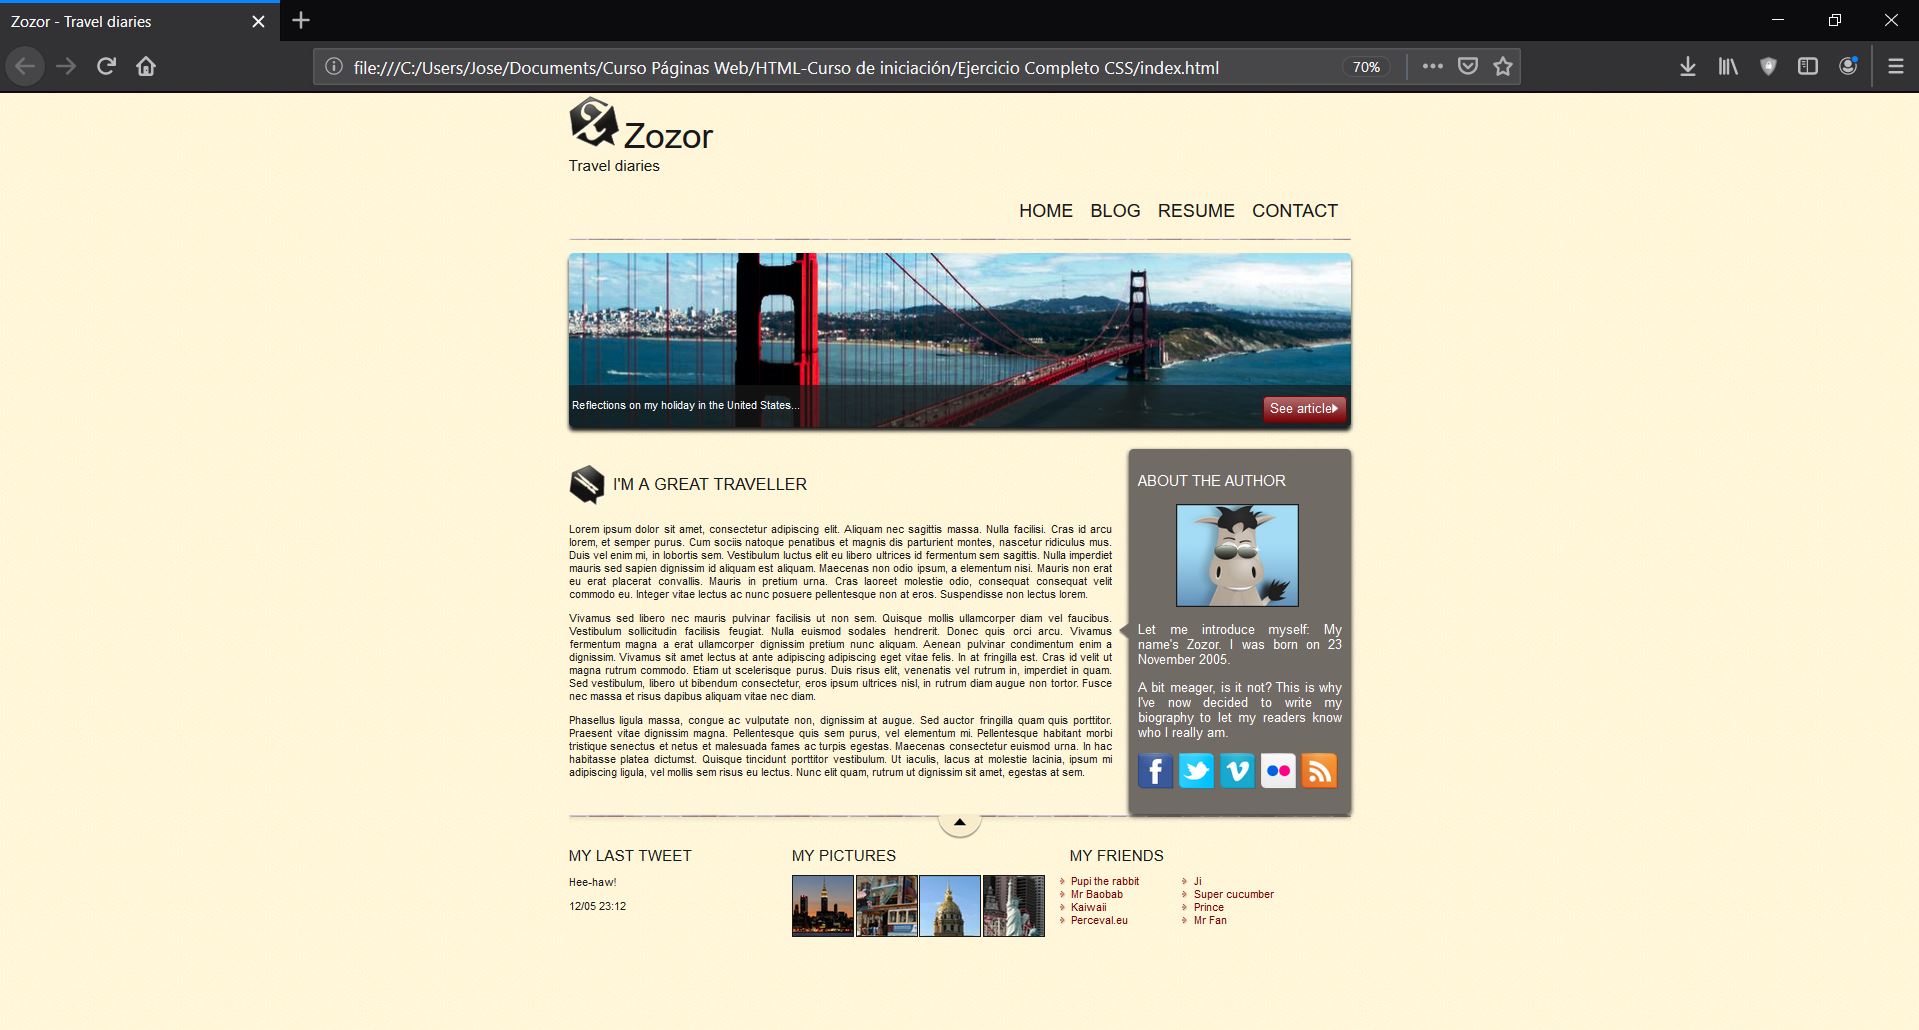 Zozor - Travel diaries
file:///C:/Users/Jose/Documents/Curso Páginas Web/HTML-Curso de iniciación/Ejercicio Completo CSS/index.html
70%
Zozor
Travel diaries
HOME BLOG RESUME CONTACT
Reflections on my holiday in the United States...
See article
I'M A GREAT TRAVELLER
Lorem ipsum dolor sit amet, consectetur adipiscing elit. Aliquam nec sagittis massa. Nulla facilisi. Cras id arcu
lorem, et semper purus. Cum sociis natoque penatibus et magnis dis parturient montes, nascetur ridiculus mus.
Duis vel enim mi, in lobortis sem. Vestibulum luctus elit eu libero ultrices id fermentum sem sagittis. Nulla imperdiet
mauris sed sapien dignissim id aliquam est aliquam. Maecenas non odio ipsum, a elementum nisi. Mauris non erat
eu erat placerat convallis. Mauris in pretium urna. Cras laoreet molestie odio, consequat consequat velit
commodo eu. Integer vitae lectus ac nunc posuere pellentesque non at eros. Suspendisse non lectus lorem.
Vivamus sed libero nec mauris pulvinar facilisis ut non sem. Quisque mollis ullamcorper diam vel faucibus.
Vestibulum sollicitudin facilisis feugiat. Nulla euismod sodales hendrerit. Donec quis orci arcu. Vivamus
fermentum magna a erat ullamcorper dignissim pretium nunc aliquam. Aenean pulvinar condimentum enim a
dignissim. Vivamus sit amet lectus at ante adipiscing adipiscing eget vitae felis. In at fringilla est. Cras id velit ut
magna rutrum commodo. Etiam ut scelerisque purus. Duis risus elit, venenatis vel rutrum in, imperdiet in quam.
Sed vestibulum, libero ut bibendum consectetur, eros ipsum ultrices nisl, in rutrum diam augue non tortor. Fusce
nec massa et risus dapibus aliquam vitae nec diam.
Phasellus ligula massa, congue ac vulputate non, dignissim at augue. Sed auctor fringilla quam quis porttitor.
Praesent vitae dignissim magna. Pellentesque quis sem purus, vel elementum mi. Pellentesque habitant morbi
tristique senectus et netus et malesuada fames ac turpis egestas. Maecenas consectetur euismod urna. In hac
habitasse platea dictumst. Quisque tincidunt porttitor vestibulum. Ut iaculis, lacus at molestie lacinia, ipsum mi
adipiscing ligula, vel mollis sem risus eu lectus. Nunc elit quam, rutrum ut dignissim sit amet, egestas at sem.
ABOUT THE AUTHOR
Let me introduce myself: My
name's Zozor. I was born on 23
November 2005.
A bit meager, is it not? This is why
I've now decided to write my
biography to let my readers know
who I really am.
MY LAST TWEET
Hee-haw!
12/05 23:12
MY PICTURES
MY FRIENDS
Pupi the rabbit
Mr Baobab
Kaiwaii
Perceval.eu
Ji
Super cucumber
Prince
Mr Fan